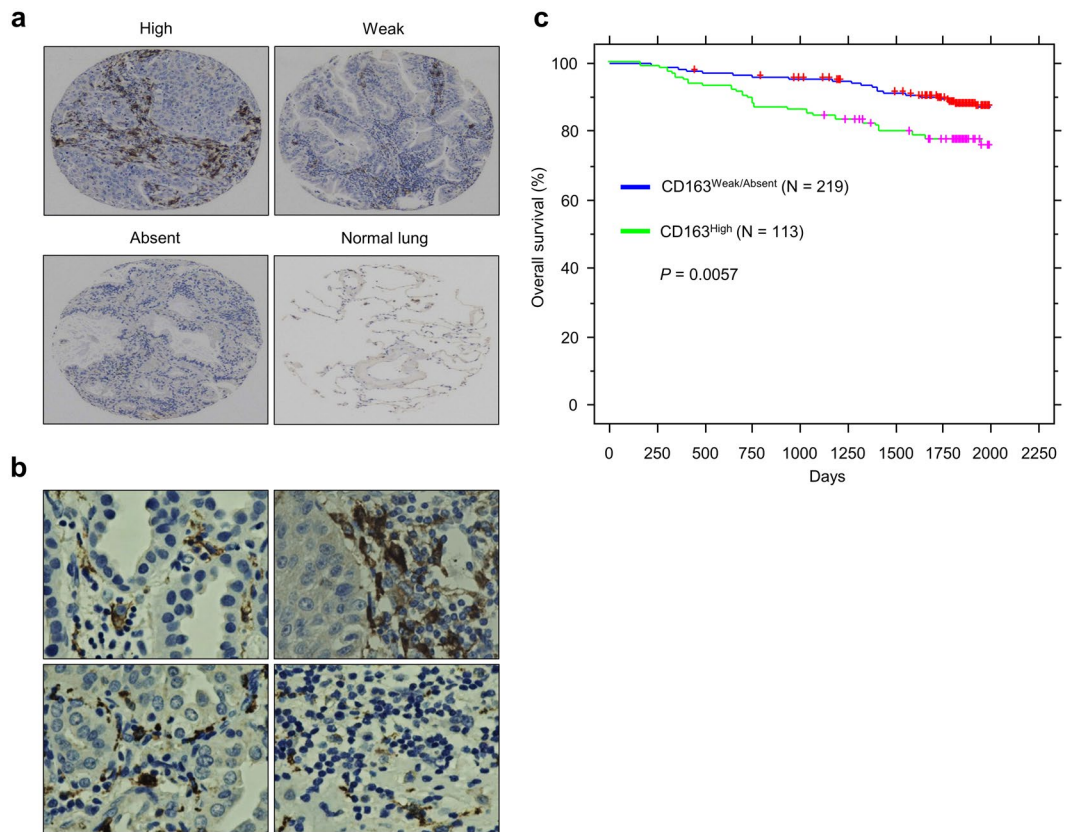 a
High
Weak
Absent
Normal lung
b
c
Overall survival (%)
100
80
60
40
20
0
CD163Weak/Absent (N = 219)
CD163High (N = 113)
P = 0.0057
0 250 500 750 1000 1250 1500 1750 2000 2250
Days